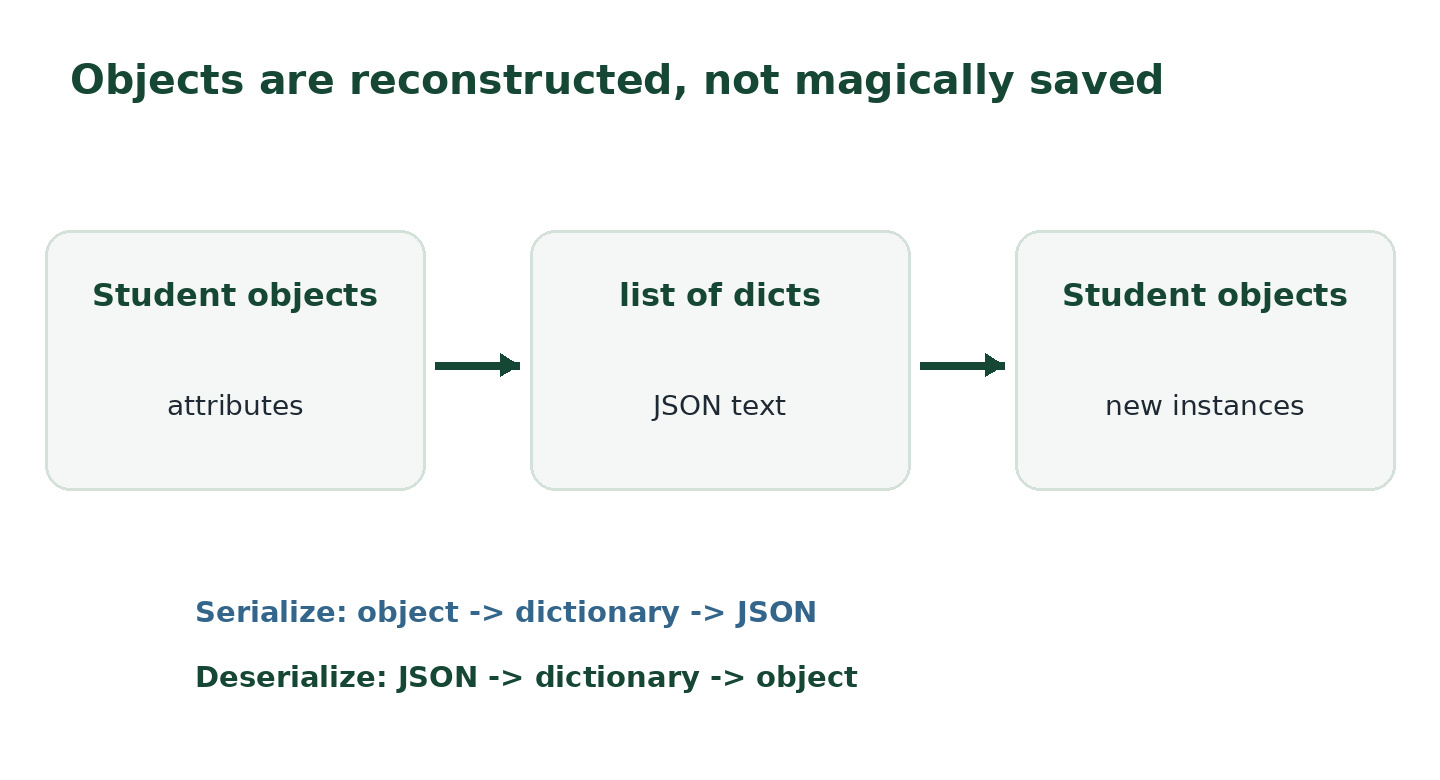 Objects are reconstructed, not magically saved
Student objects
attributes
list of dicts
JSON text
Student objects
new instances
Serialize: object -> dictionary -> JSON
Deserialize: JSON -> dictionary -> object